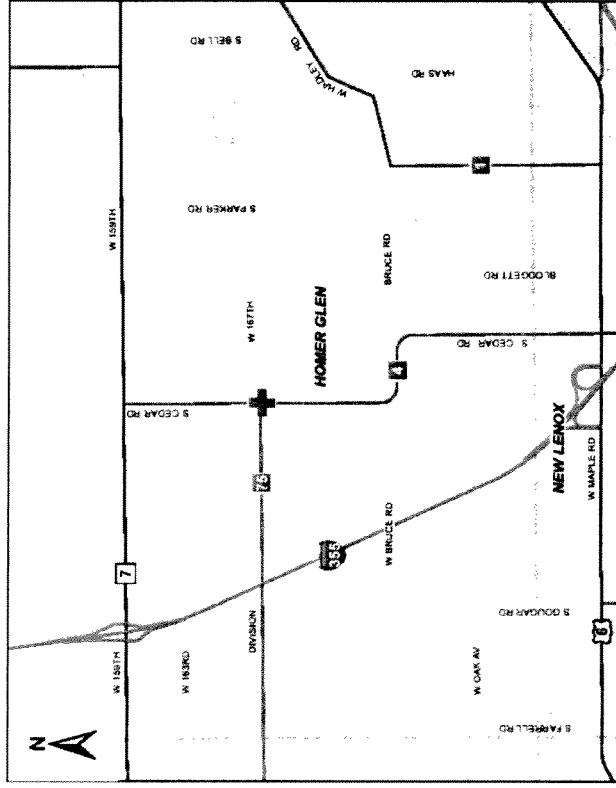 S BELL RD
W HADLEY RD
HAAS RD
W 159TH
S PARKER RD
1
W 167TH
BRUCE RD
BLODGETT RD
HOMER GLEN
S CEDAR RD
4
S CEDAR RD
NEW LENOX
W MAPLE RD
7
355
W BRUCE RD
W 159TH
W 163RD
DIVISION
S GOUGAR RD
6
W OAK AV
S FARRELL RD
N